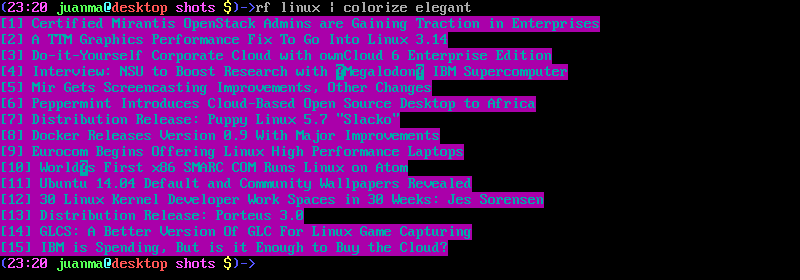 (23:20 juanma@desktop shots $)->rf linux | colorize elegant
[1] Certified Mirantis OpenStack Admins are Gaining Traction in Enterprises
[2] A TTM Graphics Performance Fix To Go Into Linux 3.14
[3] Do-it-Yourself Corporate Cloud with ownCloud 6 Enterprise Edition
[4] Interview: NSU to Boost Research with �Megalodon� IBM Supercomputer
[5] Mir Gets Screencasting Improvements, Other Changes
[6] Peppermint Introduces Cloud-Based Open Source Desktop to Africa
[7] Distribution Release: Puppy Linux 5.7 "Slacko"
[8] Docker Releases Version 0.9 With Major Improvements
[9] Eurocom Begins Offering Linux High Performance Laptops
[10] World�s First x86 SMARC COM Runs Linux on Atom
[11] Ubuntu 14.04 Default and Community Wallpapers Revealed
[12] 30 Linux Kernel Developer Work Spaces in 30 Weeks: Jes Sorensen
[13] Distribution Release: Porteus 3.0
[14] GLCS: A Better Version Of GLC For Linux Game Capturing
[15] IBM is Spending, But is it Enough to Buy the Cloud?
(23:20 juanma@desktop shots $)->